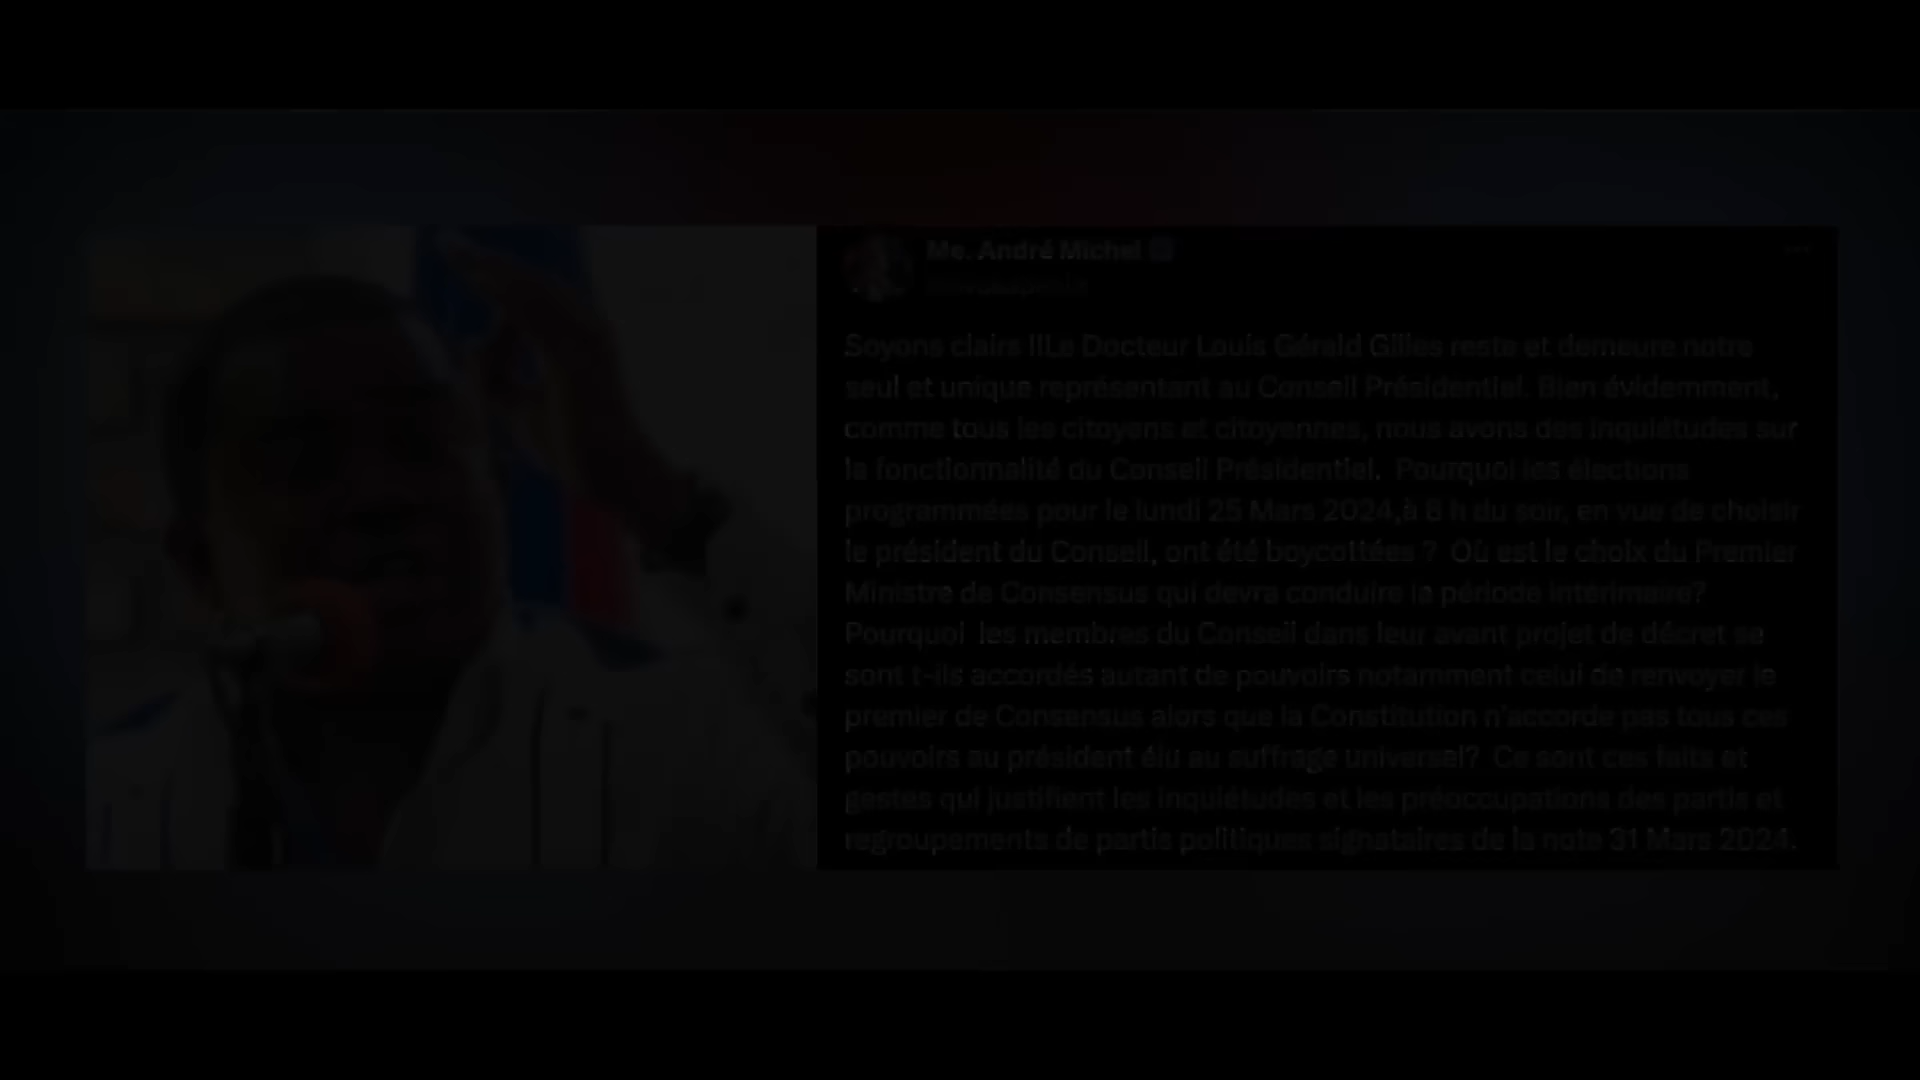 Me. André Michel
Soyons clairs !!!Le Docteur Louis Gérald Gilles reste et demeure notre
seul et unique représentant au Conseil Présidentiel. Bien évidemment,
comme tous les citoyens et citoyennes, nous avons des inquiétudes sur
la fonctionnalité du Conseil Présidentiel. Pourquoi les élections
programmées pour le lundi 25 Mars 2024,à 8 h du soir, en vue de choisir
le président du Conseil, ont été boycottées ? Où est le choix du Premier
Ministre de Consensus qui devra conduire la période intérimaire?
Pourquoi les membres du Conseil dans leur avant projet de décret se
sont t-ils accordés autant de pouvoirs notamment celui de renvoyer le
premier de Consensus alors que la Constitution n'accorde pas tous ces
pouvoirs au président élu au suffrage universel? Ce sont ces faits et
gestes qui justifient les inquiétudes et les préoccupations des partis et
regroupements de partis politiques signataires de la note 31 Mars 2024.